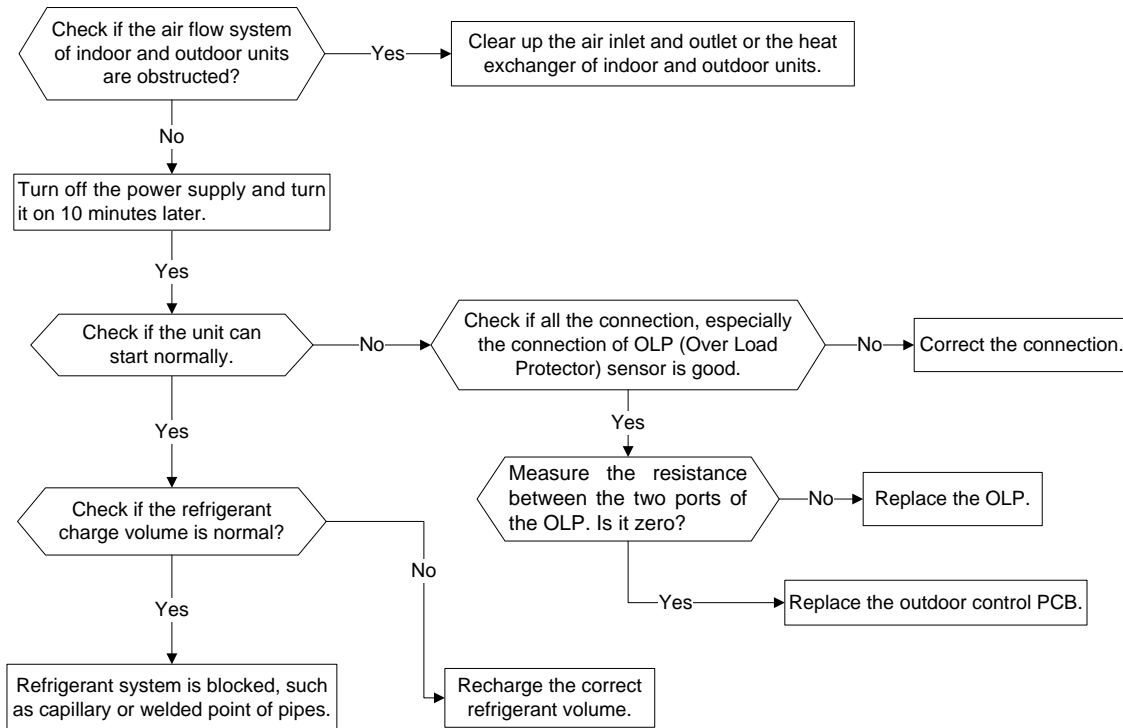 Check if the air flow system
of indoor and outdoor units
are obstructed?
Yes
Clear up the air inlet and outlet or the heat
exchanger of indoor and outdoor units.
No
Turn off the power supply and turn
it on 10 minutes later.
Yes
Check if the unit can
start normally.
No
Check if all the connection, especially
the connection of OLP (Over Load
Protector) sensor is good.
No
Correct the connection.
Yes
Yes
Measure the resistance
between the two ports of
the OLP. Is it zero?
No
Replace the OLP.
Check if the refrigerant
charge volume is normal?
No
Yes
Replace the outdoor control PCB.
Yes
Refrigerant system is blocked, such
as capillary or welded point of pipes.
Recharge the correct
refrigerant volume.